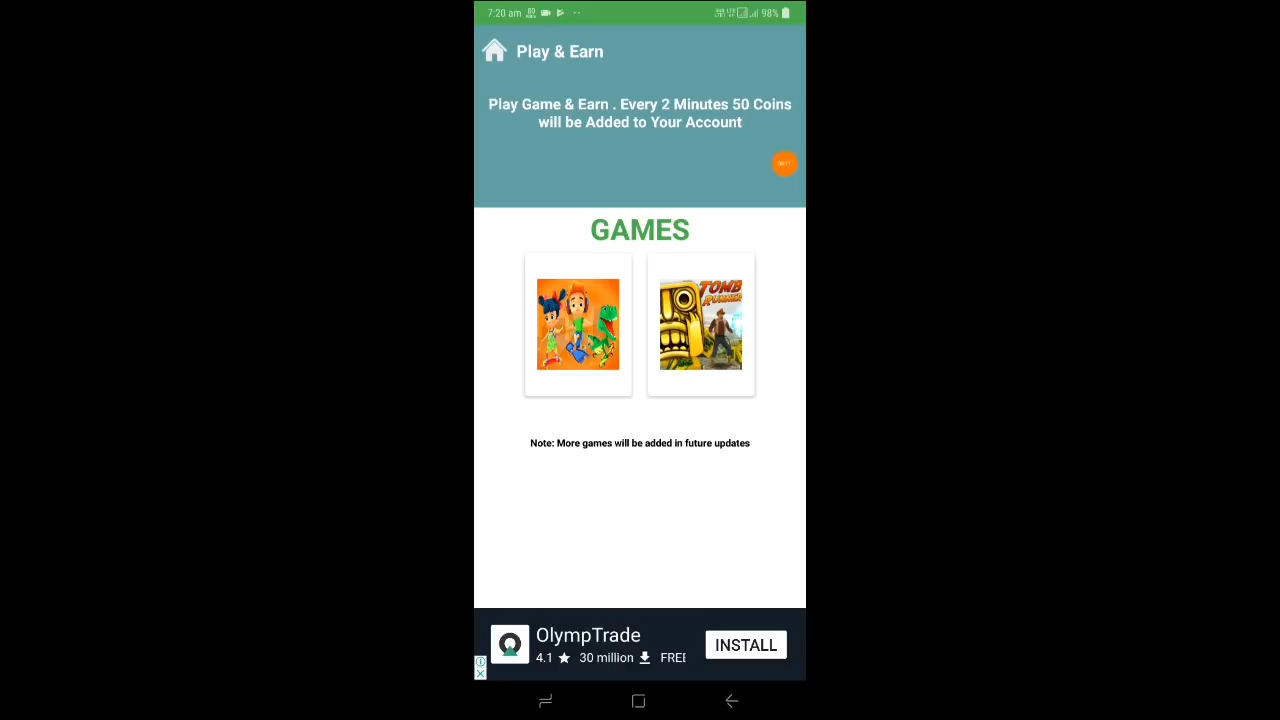 7:20 am
98%
Play & Earn
Play Game & Earn . Every 2 Minutes 50 Coins
will be Added to Your Account
GAMES
TOMB
RUNNER
Note: More games will be added in future updates
OlympTrade
4.1 ★ 30 million FREE
INSTALL